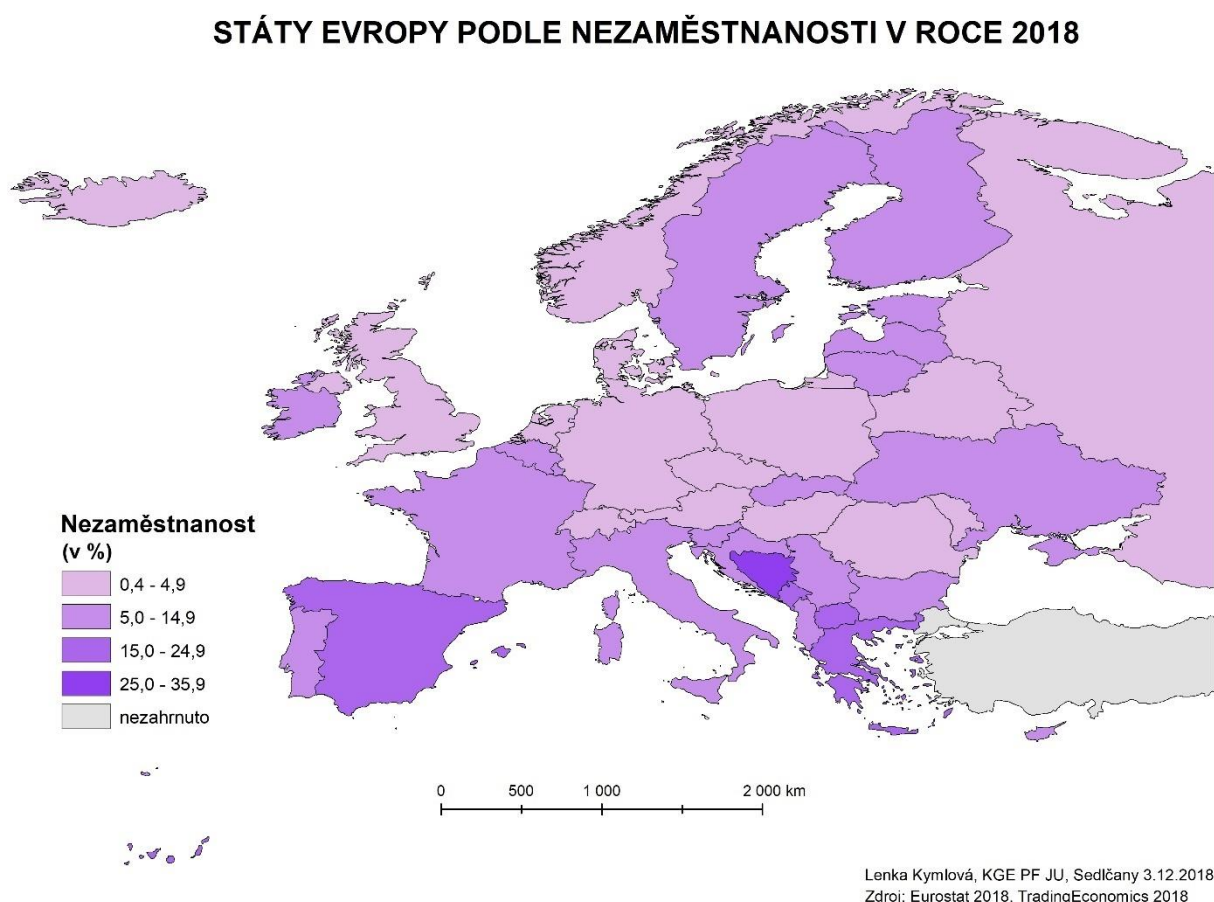 STÁTY EVROPY PODLE NEZAMĚSTNANOSTI V ROCE 2018
Nezaměstnanost
(v %)
0,4 - 4,9
5,0 - 14,9
15,0 - 24,9
25,0 - 35,9
nezahrnuto
0 500 1 000 2 000 km
Lenka Kymlová, KGE PF JU, Sedlčany 3.12.2018
Zdroj: Eurostat 2018, TradingEconomics 2018